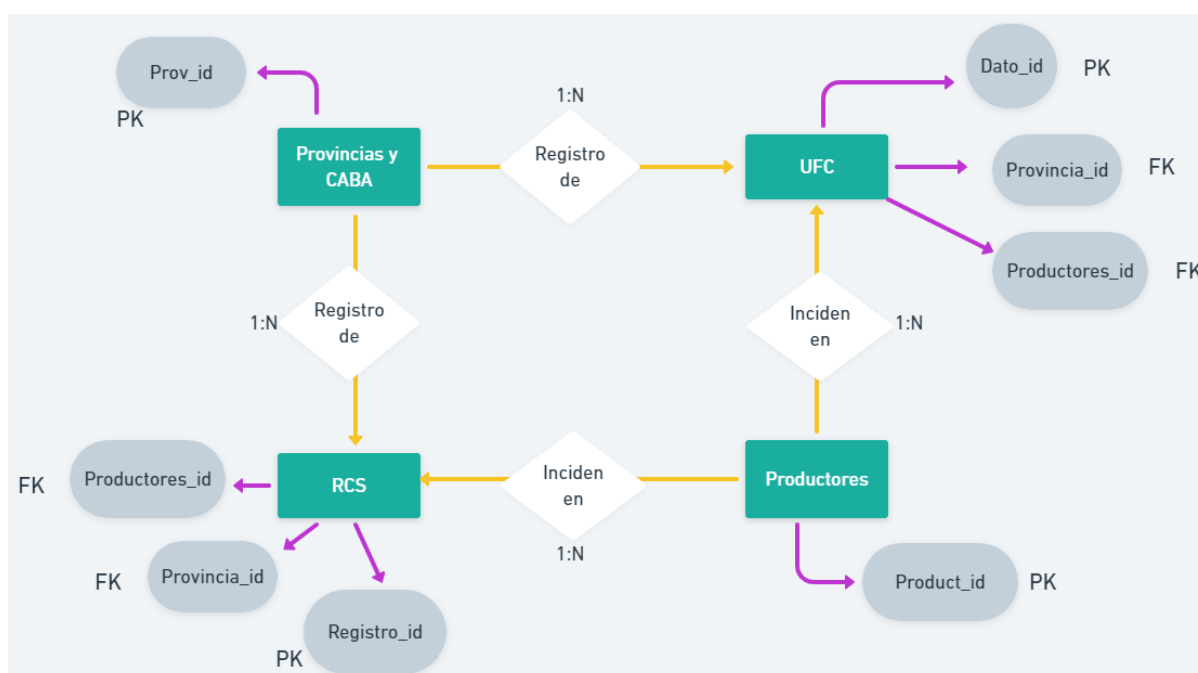 Prov_id
PK
Provincias y
CABA
1:N
Registro
de
UFC
Dato_id
PK
Provincia_id
FK
Productores_id
FK
1:N
Registro
de
Inciden
en
1:N
Productores_id
FK
RCS
Provincia_id
FK
Registro_id
PK
Inciden
en
1:N
Productores
Product_id
PK